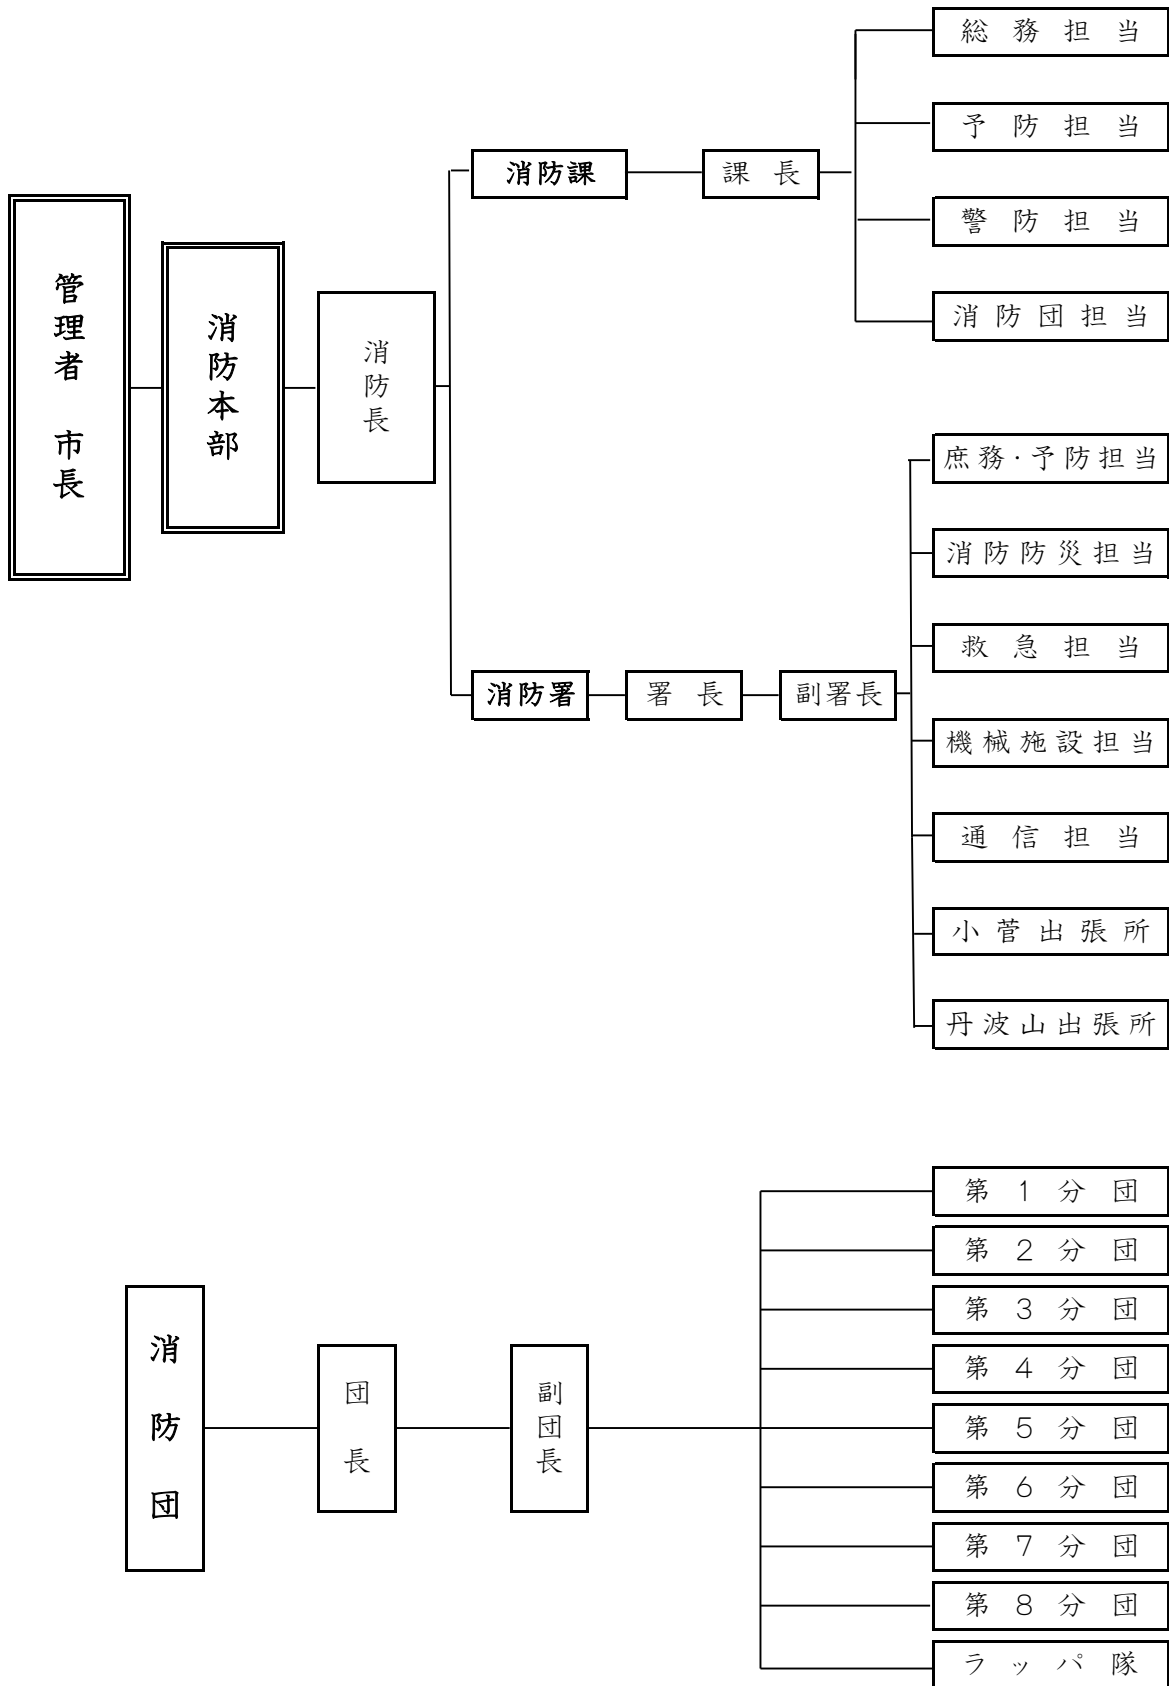 管理者 市長
消防本部
消防長
消防課
課長
総務担当
予防担当
警防担当
消防団担当
消防署
署長
副署長
庶務·予防担当
消防防災担当
救急担当
機械施設担当
通信担当
小菅出張所
丹波山出張所
消防団
団長
副団長
第1分団
第2分団
第3分団
第4分団
第5分団
第6分団
第7分団
第8分団
ラッパ隊